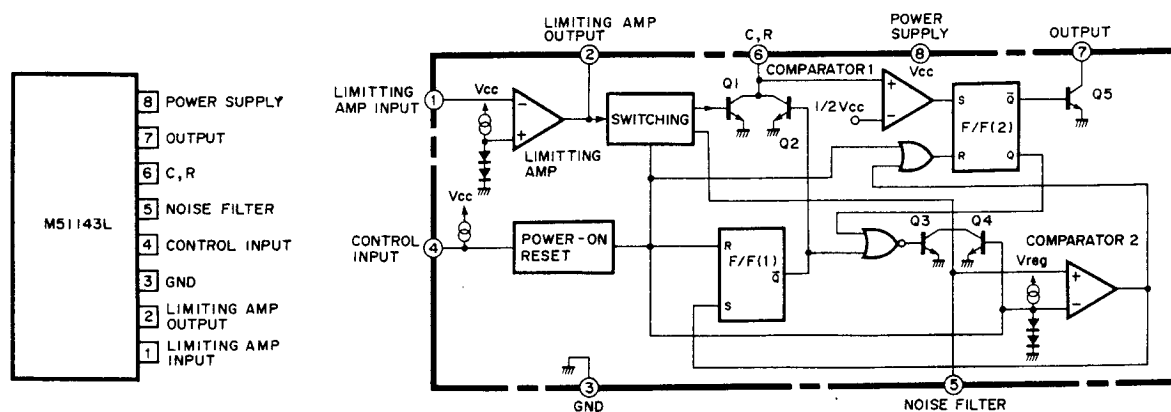 M51143L
8 POWER SUPPLY
7 OUTPUT
6 C,R
5 NOISE FILTER
4 CONTROL INPUT
3 GND
2 LIMITING AMP
OUTPUT
1 LIMITING AMP
INPUT
LIMITING AMP
OUTPUT
2
C,R
6
POWER
SUPPLY
8
OUTPUT
7
LIMITTING
AMP INPUT
1
Vcc
−
+
LIMITTING
AMP
SWITCHING
Q1
Q2
COMPARATOR 1
Vcc
+
−
1/2Vcc
S
Q̅
R
Q
F/F(2)
Q5
CONTROL
INPUT
4
Vcc
POWER-ON
RESET
R
F/F(1)
Q̅
S
Q3
Q4
COMPARATOR 2
Vreg
+
−
3
GND
5
NOISE FILTER